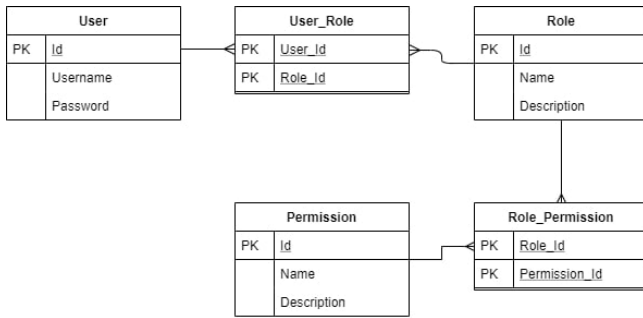 User
PK Id
Username
Password
User_Role
PK User_Id
PK Role_Id
Role
PK Id
Name
Description
Permission
PK Id
Name
Description
Role_Permission
PK Role_Id
PK Permission_Id